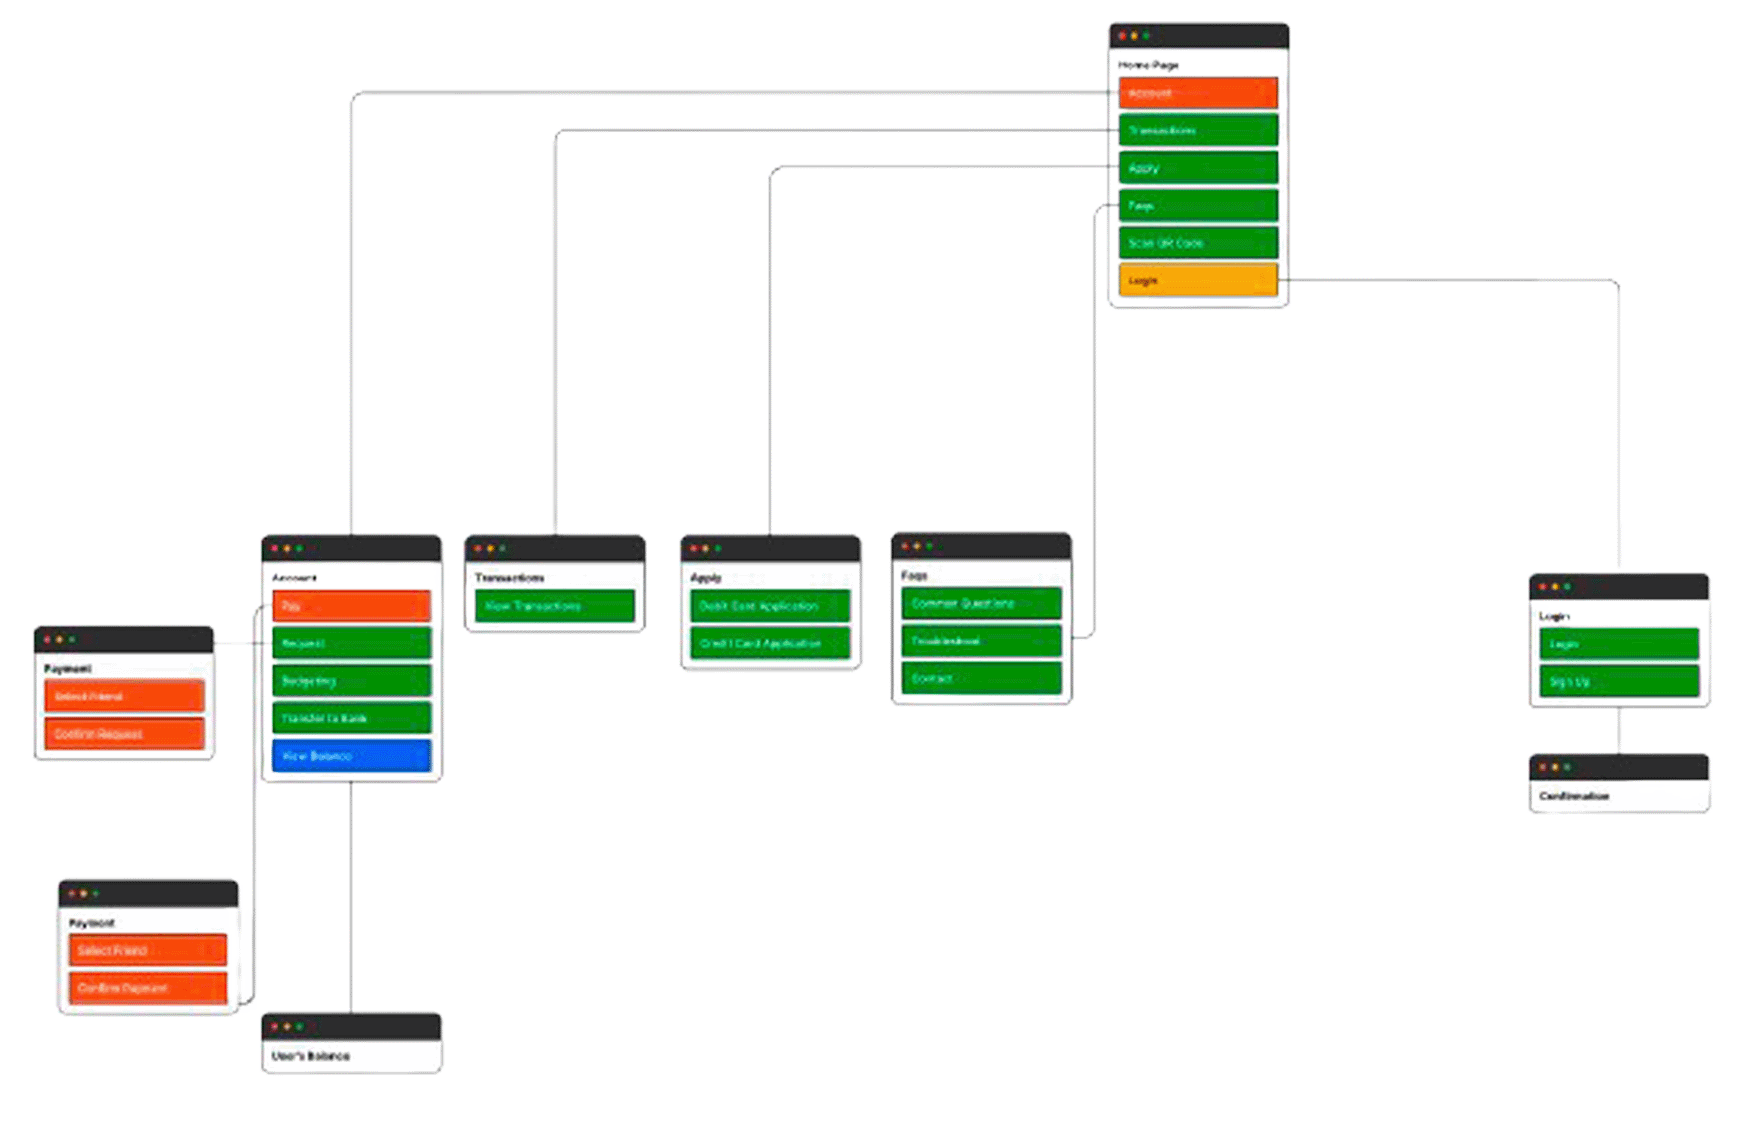 Home Page
Account
Transactions
Apply
Faqs
Scan QR Code
Login
Account
Pay
Request
Budgeting
Transfer to Bank
View Balance
Transactions
View Transactions
Apply
Debit Card Application
Credit Card Application
Faqs
Common Questions
Troubleshoot
Contact
Login
Login
Sign Up
Confirmation
Payment
Select Friend
Confirm Request
Payment
Select Friend
Confirm Payment
User's Balance